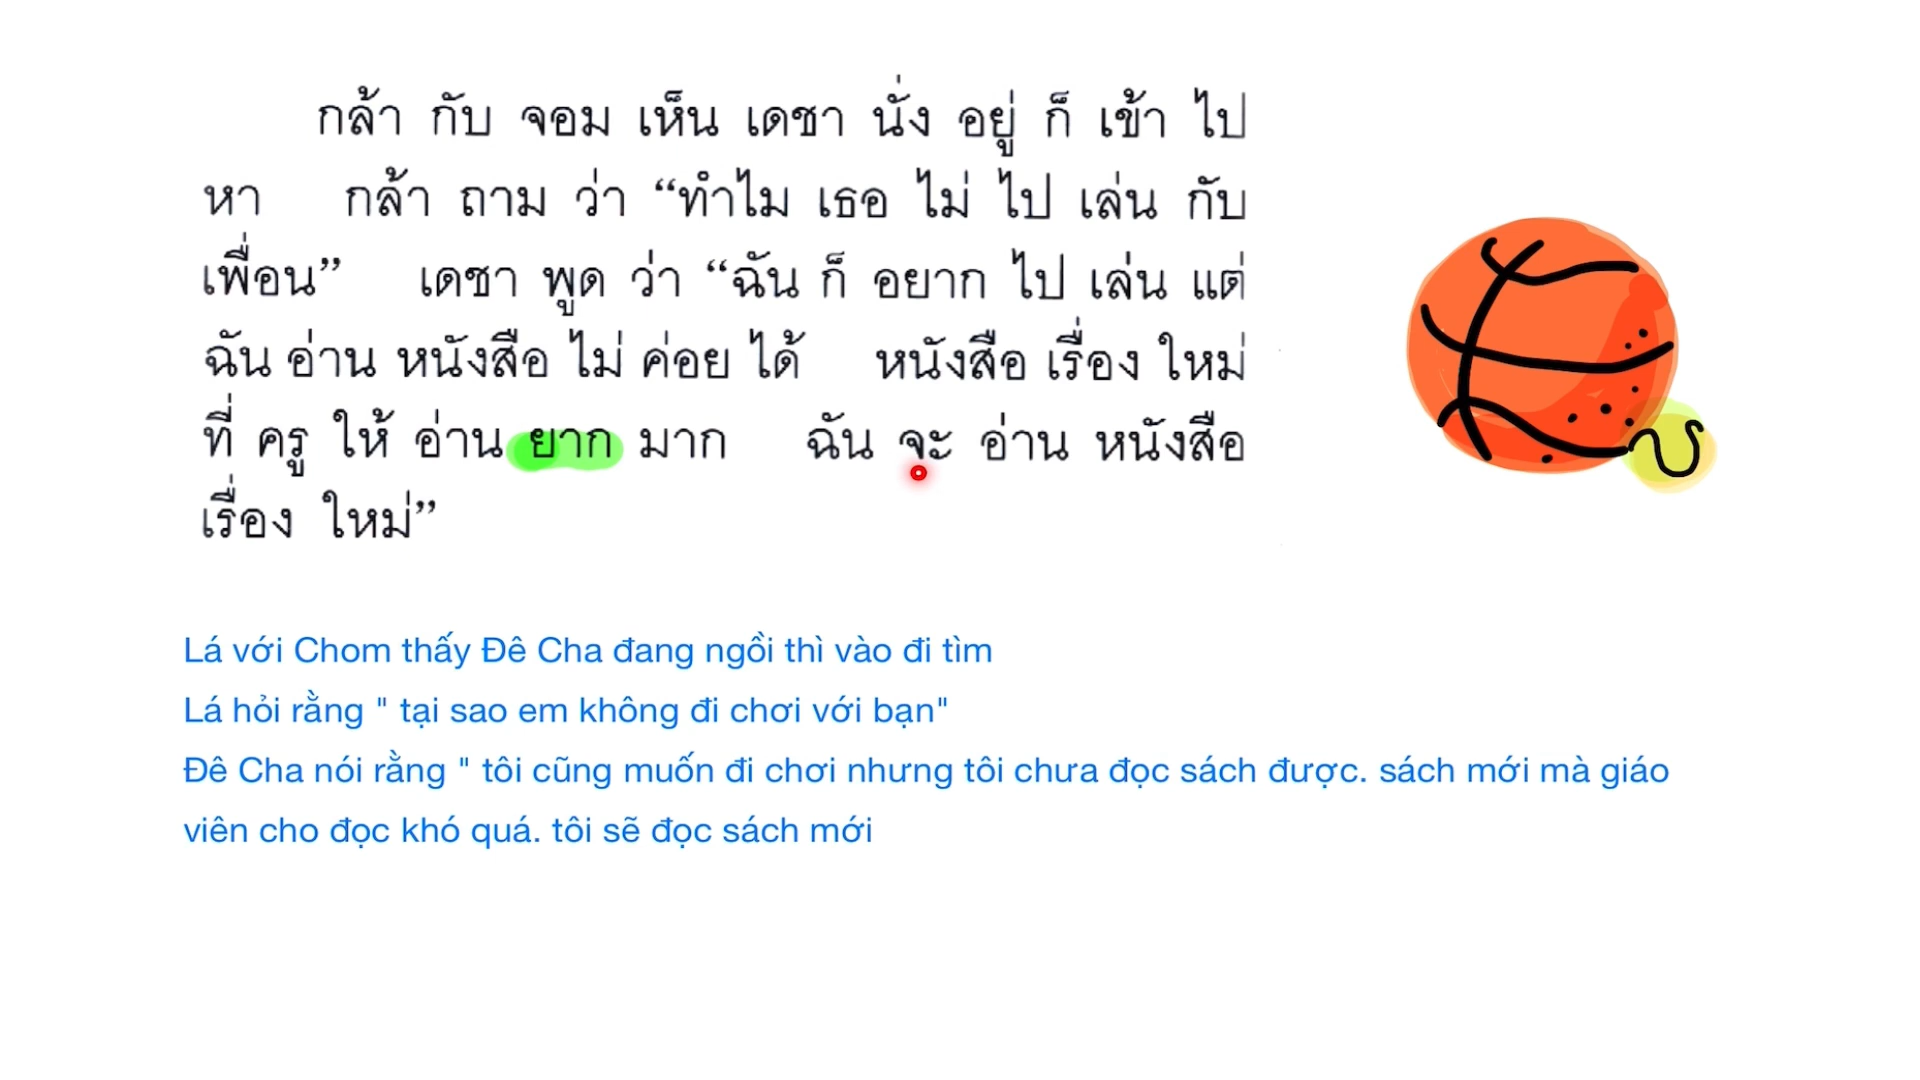 กล้า กับ จอม เห็น เดชา นั่ง อยู่ ก็ เข้า ไป
หา กล้า ถาม ว่า “ทำไม เธอ ไม่ ไป เล่น กับ
เพื่อน” เดชา พูด ว่า “ฉัน ก็ อยาก ไป เล่น แต่
ฉัน อ่าน หนังสือ ไม่ ค่อย ได้ หนังสือ เรื่อง ใหม่
ที่ ครู ให้ อ่าน ยาก มาก ฉัน จะ อ่าน หนังสือ
เรื่อง ใหม่”
Lá với Chom thấy Đê Cha đang ngồi thì vào đi tìm
Lá hỏi rằng " tại sao em không đi chơi với bạn"
Đê Cha nói rằng " tôi cũng muốn đi chơi nhưng tôi chưa đọc sách được. sách mới mà giáo
viên cho đọc khó quá. tôi sẽ đọc sách mới